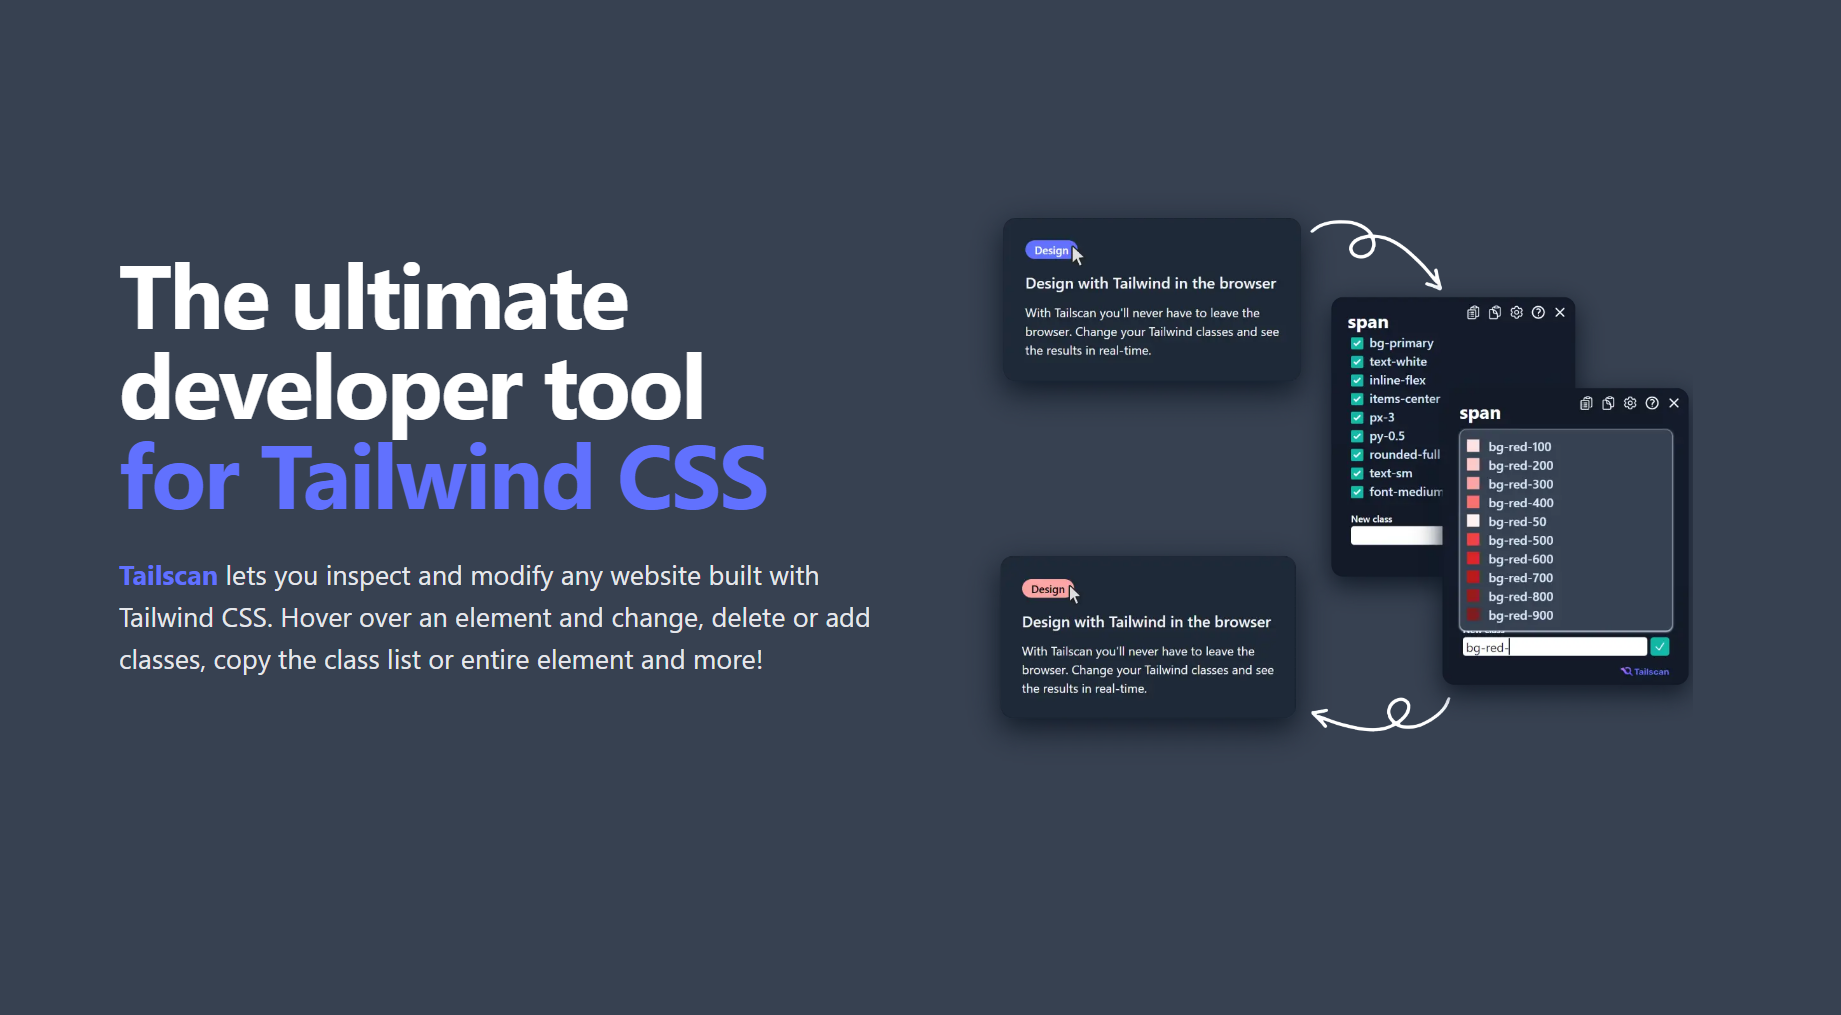 The ultimate
developer tool
for Tailwind CSS
Tailscan lets you inspect and modify any website built with
Tailwind CSS. Hover over an element and change, delete or add
classes, copy the class list or entire element and more!
Design
Design with Tailwind in the browser
With Tailscan you'll never have to leave the
browser. Change your Tailwind classes and see
the results in real-time.
span
bg-primary
text-white
inline-flex
items-center
px-3
py-0.5
rounded-full
text-sm
font-medium
New class
span
bg-red-100
bg-red-200
bg-red-300
bg-red-400
bg-red-50
bg-red-500
bg-red-600
bg-red-700
bg-red-800
bg-red-900
bg-red-
Tailscan
Design
Design with Tailwind in the browser
With Tailscan you'll never have to leave the
browser. Change your Tailwind classes and see
the results in real-time.